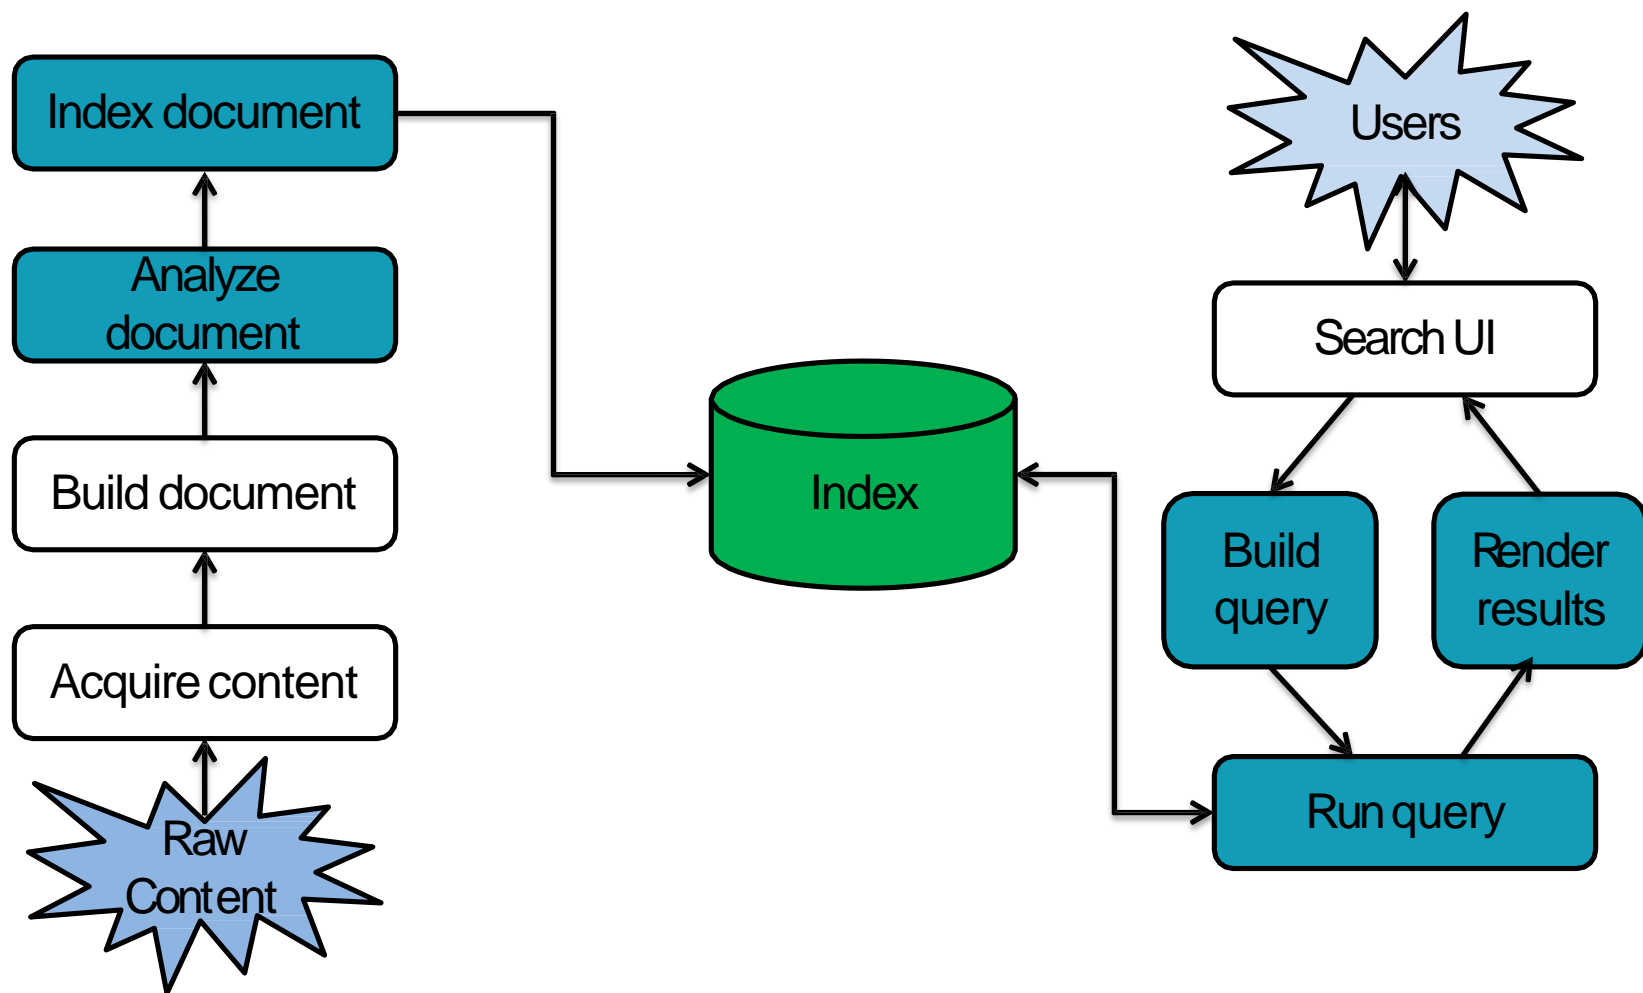 Index document
Analyze
document
Build document
Acquire content
Raw
Content
Index
Users
Search UI
Build
query
Render
results
Run query